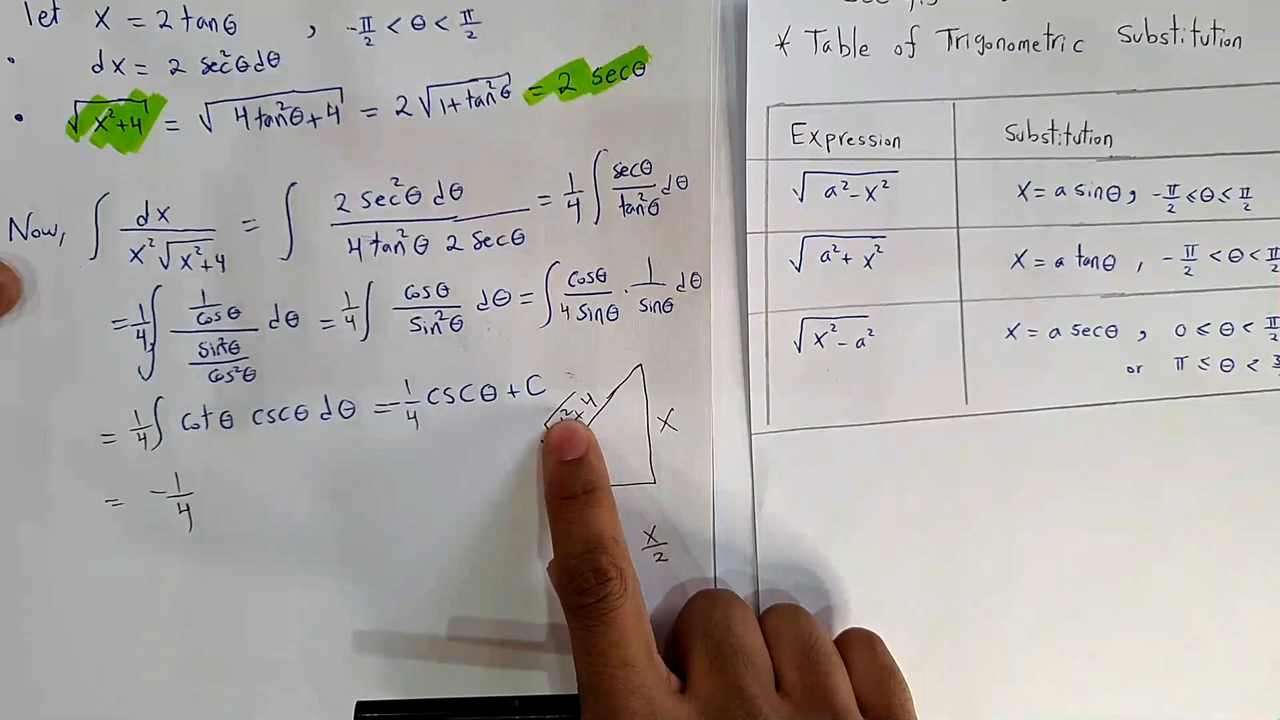 let x = 2 tanθ , -π/2 < θ < π/2
• dx = 2 sec²θ dθ
• √(x²+4) = √(4tan²θ+4) = 2√(1+tan²θ) = 2 secθ
Now, ∫ dx / (x²√(x²+4)) = ∫ 2 sec²θ dθ / (4 tan²θ 2 secθ) = 1/4 ∫ secθ/tan²θ dθ
= 1/4 ∫ (1/cosθ) / (sin²θ/cos²θ) dθ = 1/4 ∫ cosθ/sin²θ dθ = ∫ cosθ/(4 sinθ) · 1/sinθ dθ
= 1/4 ∫ cotθ cscθ dθ = -1/4 cscθ + C
= -1/4
x
x/2
* Table of Trigonometric Substitution
Expression Substitution
√(a²-x²) x = a sinθ, -π/2 ≤ θ ≤ π/2
√(a²+x²) x = a tanθ , -π/2 < θ < π/2
√(x²-a²) x = a secθ , 0 < θ < π/2
or π ≤ θ < 3